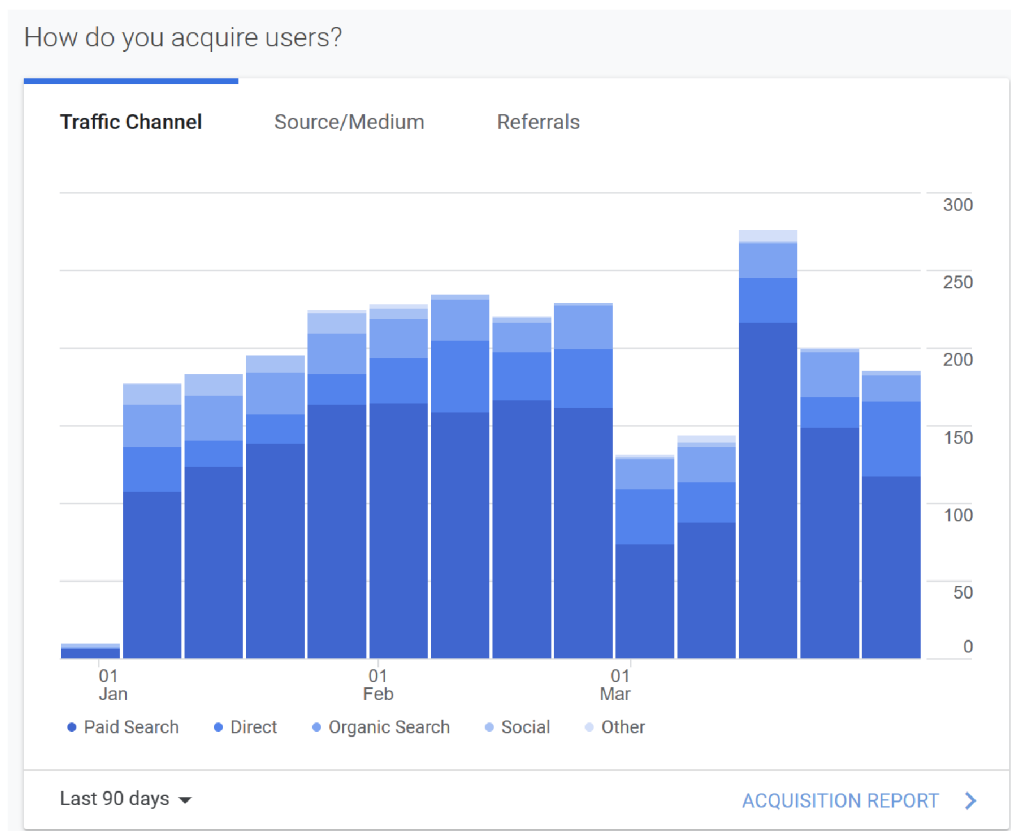 How do you acquire users?
Traffic Channel
Source/Medium
Referrals
300
250
200
150
100
50
0
01
Jan
01
Feb
01
Mar
Paid Search
Direct
Organic Search
Social
Other
Last 90 days
ACQUISITION REPORT